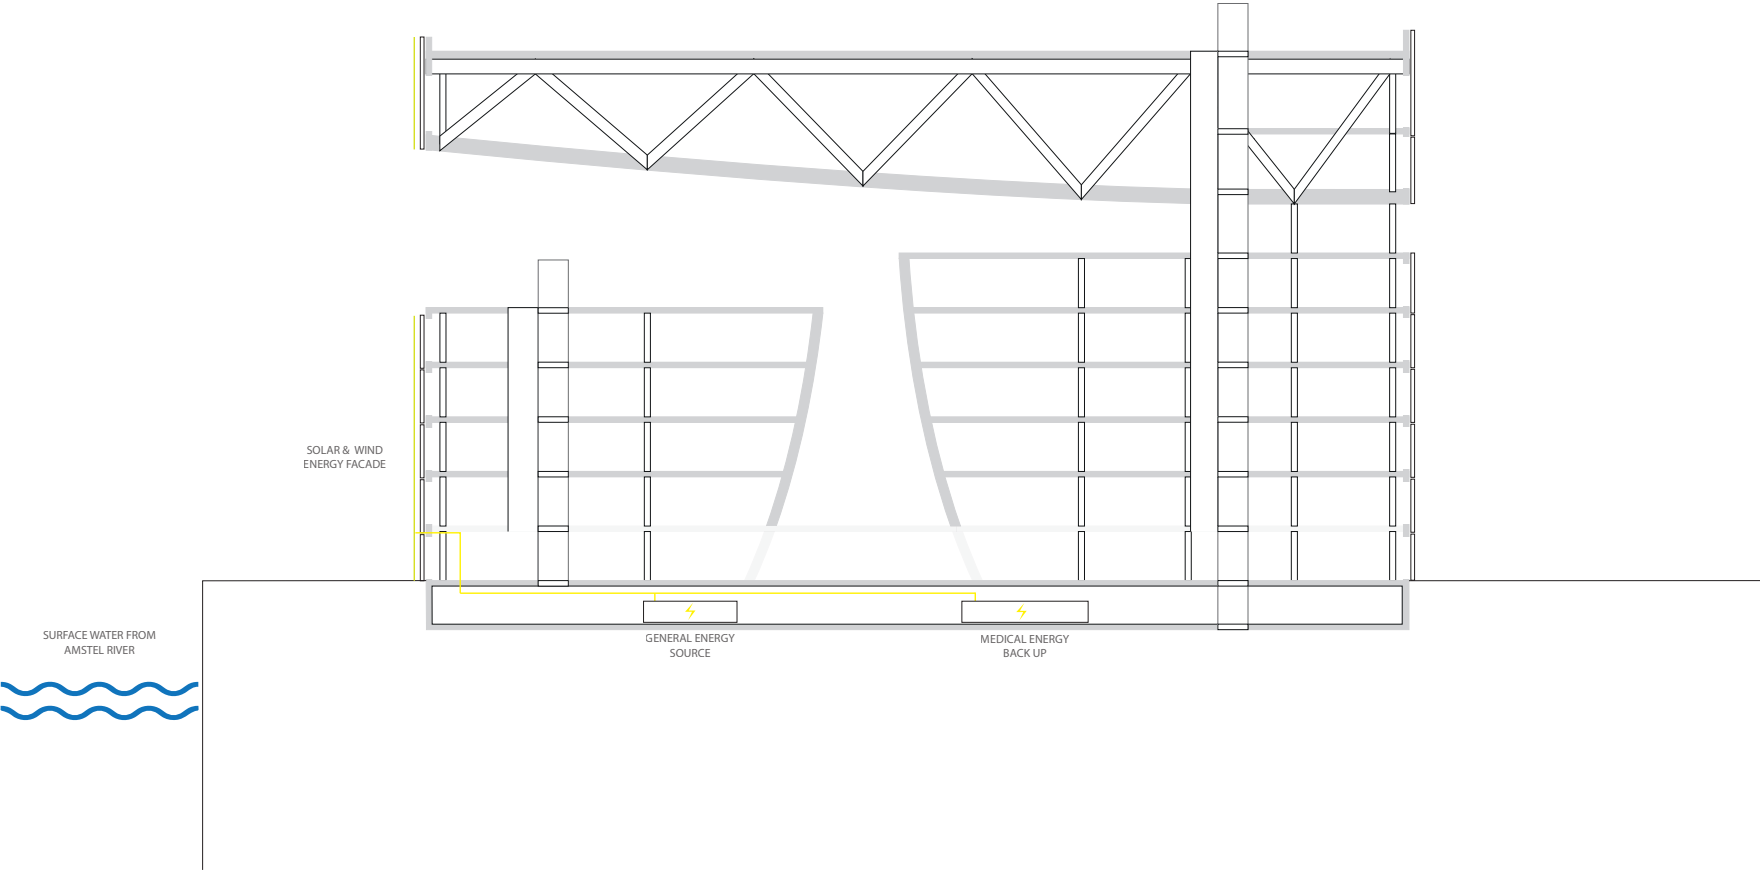 SOLAR & WIND
ENERGY FACADE
SURFACE WATER FROM
AMSTEL RIVER
GENERAL ENERGY
SOURCE
MEDICAL ENERGY
BACK UP